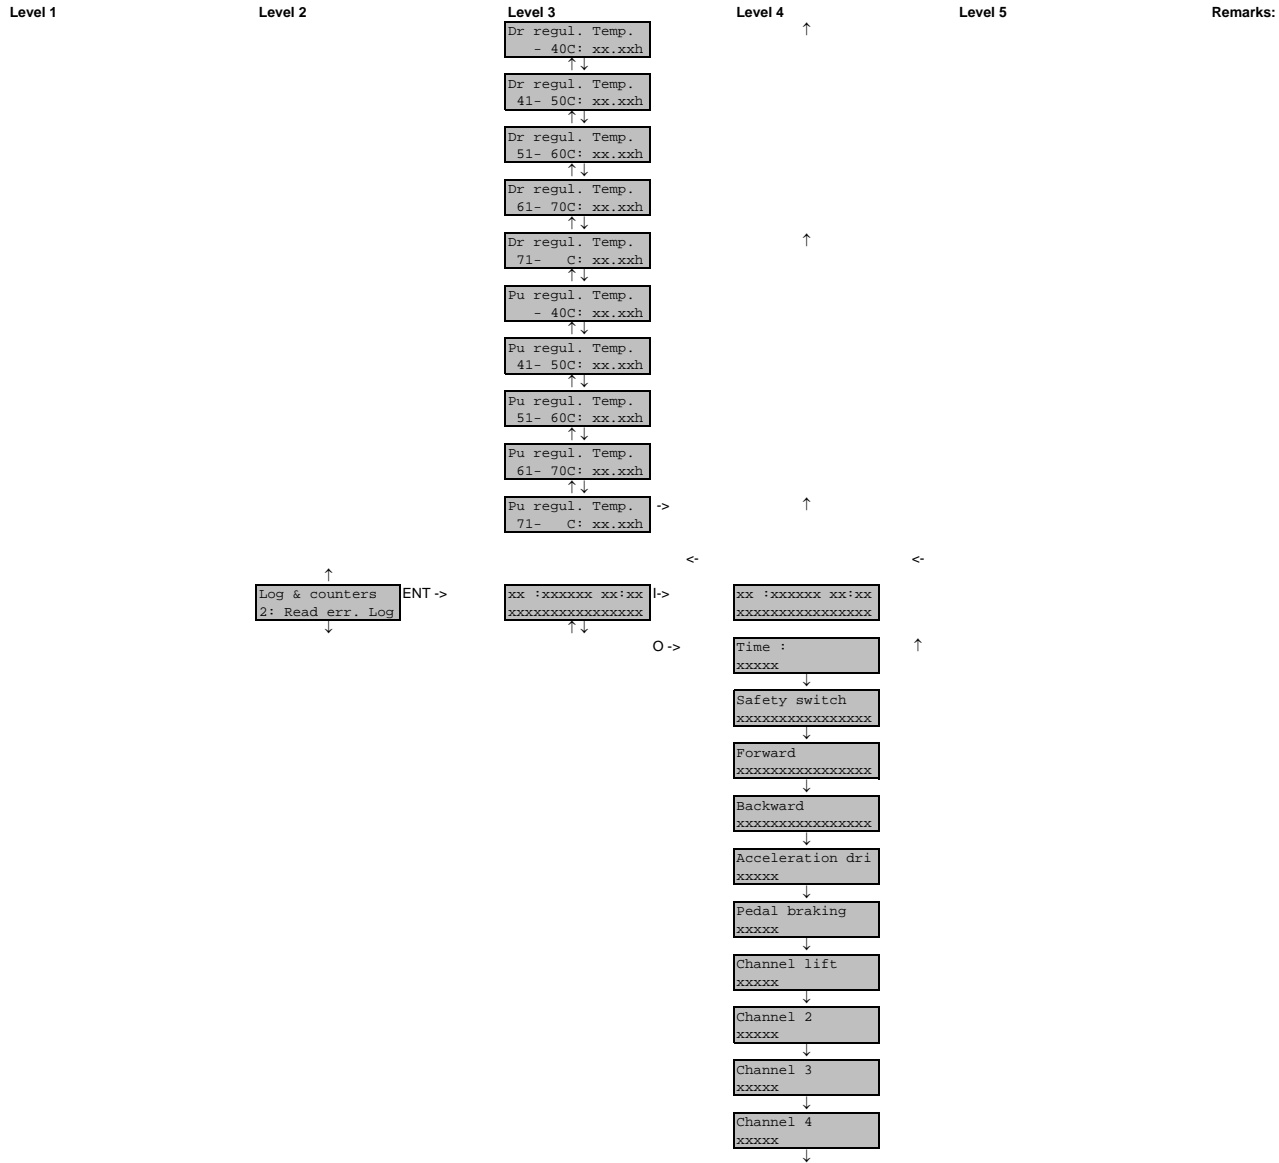 Level 1 Level 2 Level 3 Level 4 Level 5 Remarks:
Dr regul. Temp. ↑
- 40C: xx.xxh
↑↓
Dr regul. Temp.
41- 50C: xx.xxh
↑↓
Dr regul. Temp.
51- 60C: xx.xxh
↑↓
Dr regul. Temp.
61- 70C: xx.xxh
↑↓
Dr regul. Temp. ↑
71- C: xx.xxh
↑↓
Pu regul. Temp.
- 40C: xx.xxh
↑↓
Pu regul. Temp.
41- 50C: xx.xxh
↑↓
Pu regul. Temp.
51- 60C: xx.xxh
↑↓
Pu regul. Temp.
61- 70C: xx.xxh
↑↓
Pu regul. Temp. -> ↑
71- C: xx.xxh
<- <-
↑
Log & counters ENT -> xx :xxxxxx xx:xx I-> xx :xxxxxx xx:xx
2: Read err. Log xxxxxxxxxxxxxxxx xxxxxxxxxxxxxxxx
↓ ↑↓
O -> Time : ↑
xxxxx
↓
Safety switch
xxxxxxxxxxxxxxxx
↓
Forward
xxxxxxxxxxxxxxxx
↓
Backward
xxxxxxxxxxxxxxxx
↓
Acceleration dri
xxxxx
↓
Pedal braking
xxxxx
↓
Channel lift
xxxxx
↓
Channel 2
xxxxx
↓
Channel 3
xxxxx
↓
Channel 4
xxxxx
↓